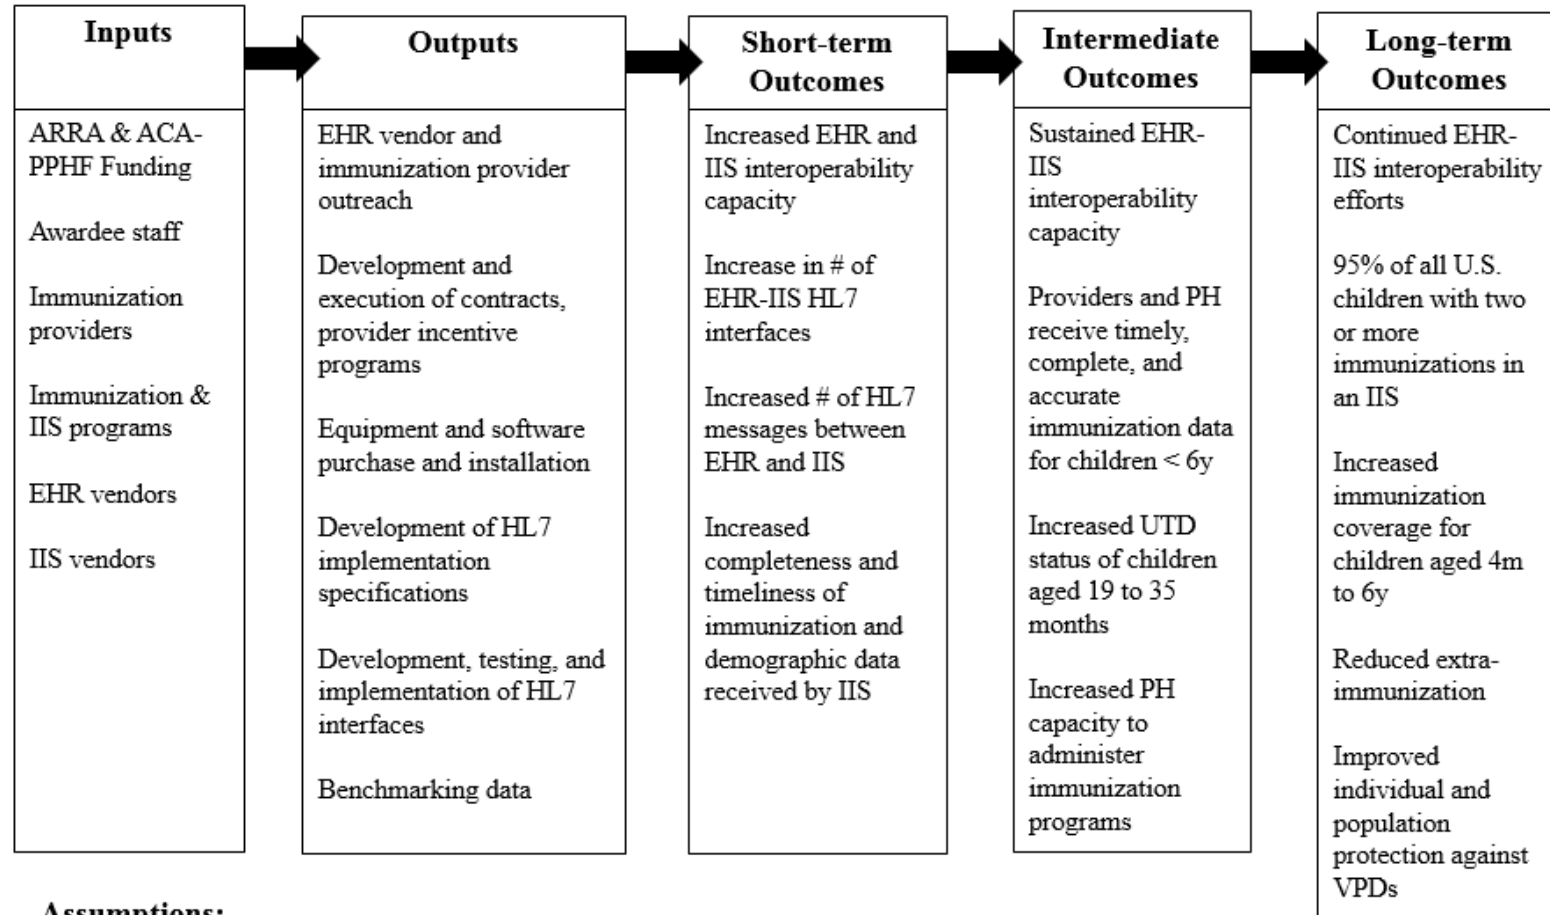 Inputs
ARRA & ACA-
PPHF Funding
Awardee staff
Immunization
providers
Immunization &
IIS programs
EHR vendors
IIS vendors
Outputs
EHR vendor and
immunization provider
outreach
Development and
execution of contracts,
provider incentive
programs
Equipment and software
purchase and installation
Development of HL7
implementation
specifications
Development, testing, and
implementation of HL7
interfaces
Benchmarking data
Short-term
Outcomes
Increased EHR and
IIS interoperability
capacity
Increase in # of
EHR-IIS HL7
interfaces
Increased # of HL7
messages between
EHR and IIS
Increased
completeness and
timeliness of
immunization and
demographic data
received by IIS
Intermediate
Outcomes
Sustained EHR-
IIS
interoperability
capacity
Providers and PH
receive timely,
complete, and
accurate
immunization data
for children < 6y
Increased UTD
status of children
aged 19 to 35
months
Increased PH
capacity to
administer
immunization
programs
Long-term
Outcomes
Continued EHR-
IIS interoperability
efforts
95% of all U.S.
children with two
or more
immunizations in
an IIS
Increased
immunization
coverage for
children aged 4m
to 6y
Reduced extra-
immunization
Improved
individual and
population
protection against
VPDs
Assumptions: